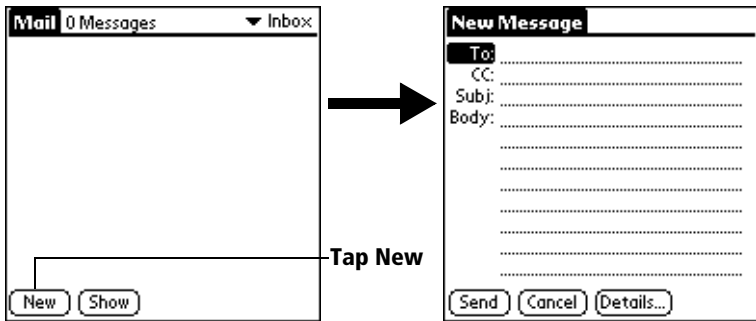 Mail 0 Messages Inbox
Tap New
New Show
New Message
To:
CC:
Subj:
Body:
Send Cancel Details...